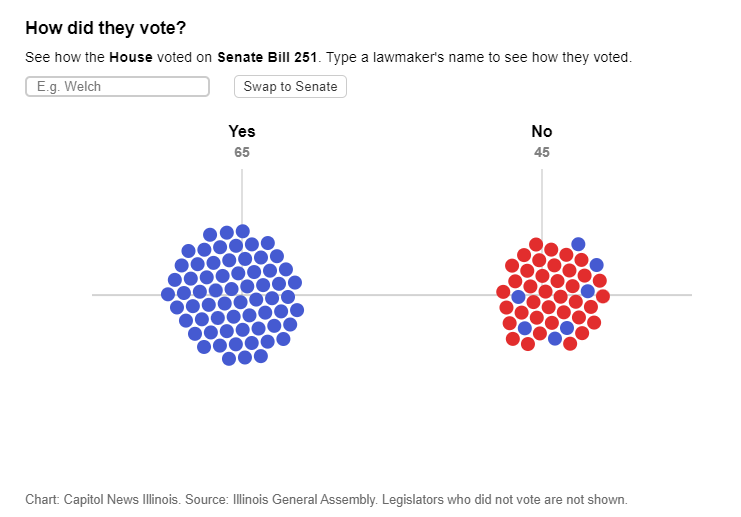 How did they vote?
See how the House voted on Senate Bill 251. Type a lawmaker's name to see how they voted.
E.g. Welch
Swap to Senate
Yes
65
No
45
Chart: Capitol News Illinois. Source: Illinois General Assembly. Legislators who did not vote are not shown.